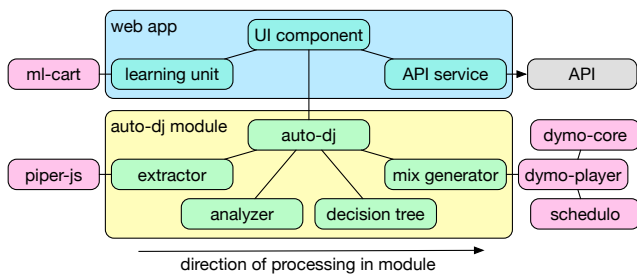 web app
UI component
ml-cart
learning unit
API service
API
auto-dj module
auto-dj
dymo-core
piper-js
extractor
mix generator
dymo-player
analyzer
decision tree
schedulo
direction of processing in module